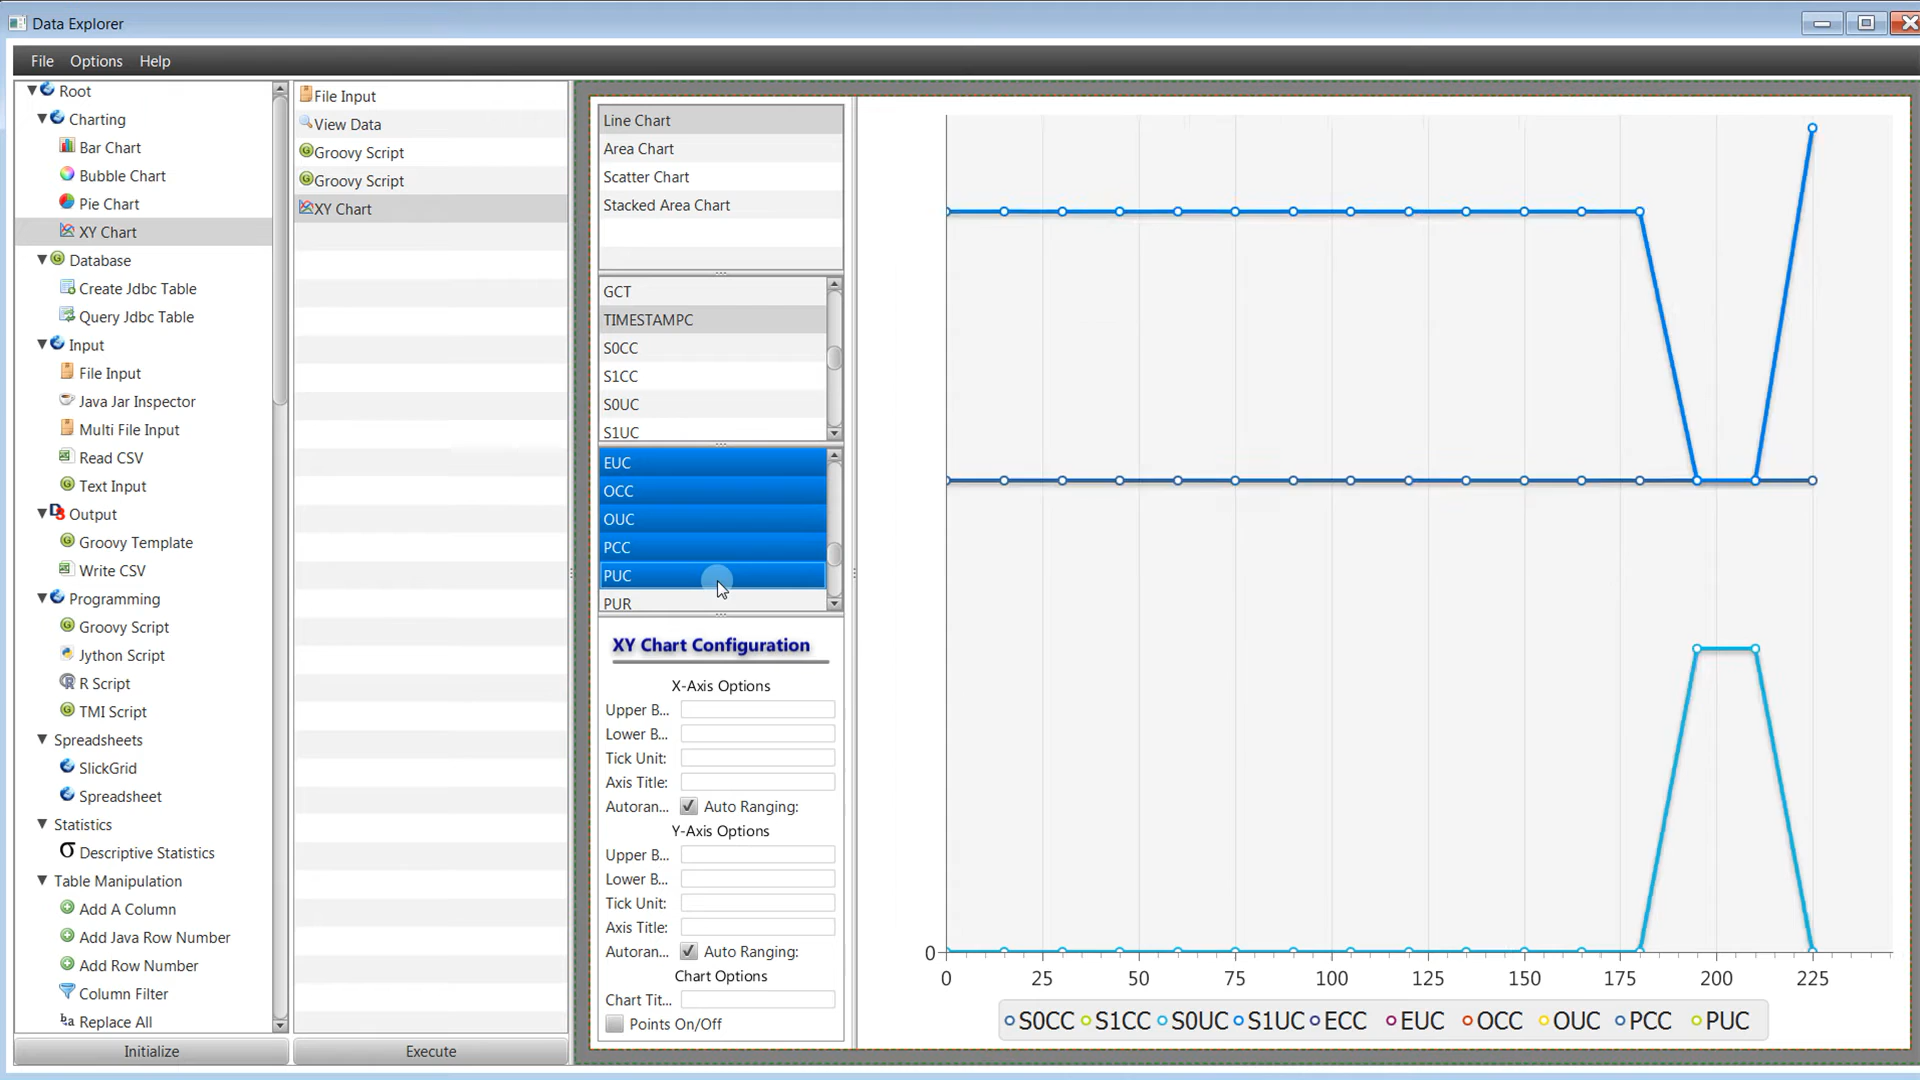 Data Explorer
File Options Help
Root
Charting
Bar Chart
Bubble Chart
Pie Chart
XY Chart
Database
Create Jdbc Table
Query Jdbc Table
Input
File Input
Java Jar Inspector
Multi File Input
Read CSV
Text Input
Output
Groovy Template
Write CSV
Programming
Groovy Script
Jython Script
R Script
TMI Script
Spreadsheets
SlickGrid
Spreadsheet
Statistics
Descriptive Statistics
Table Manipulation
Add A Column
Add Java Row Number
Add Row Number
Column Filter
Replace All
Initialize
File Input
View Data
Groovy Script
Groovy Script
XY Chart
Execute
Line Chart
Area Chart
Scatter Chart
Stacked Area Chart
GCT
TIMESTAMPC
S0CC
S1CC
S0UC
S1UC
EUC
OCC
OUC
PCC
PUC
PUR
XY Chart Configuration
X-Axis Options
Upper B...
Lower B...
Tick Unit:
Axis Title:
Autoran... Auto Ranging:
Y-Axis Options
Upper B...
Lower B...
Tick Unit:
Axis Title:
Autoran... Auto Ranging:
Chart Options
Chart Tit...
Points On/Off
0
0 25 50 75 100 125 150 175 200 225
S0CC S1CC S0UC S1UC ECC EUC OCC OUC PCC PUC